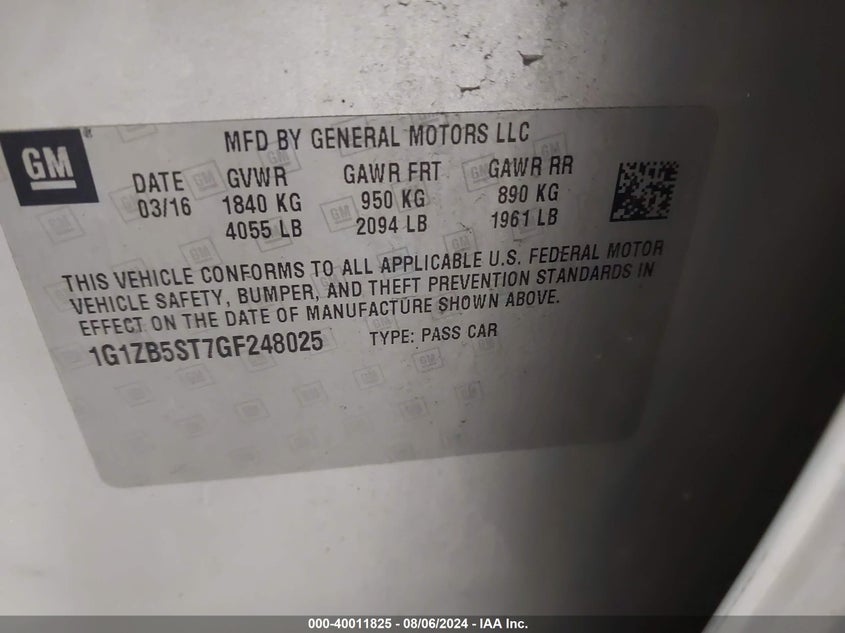 GM
MFD BY GENERAL MOTORS LLC
DATE GVWR GAWR FRT GAWR RR
03/16 1840 KG 950 KG 890 KG
4055 LB 2094 LB 1961 LB
THIS VEHICLE CONFORMS TO ALL APPLICABLE U.S. FEDERAL MOTOR
VEHICLE SAFETY, BUMPER, AND THEFT PREVENTION STANDARDS IN
EFFECT ON THE DATE OF MANUFACTURE SHOWN ABOVE.
1G1ZB5ST7GF248025 TYPE: PASS CAR
000-40011825 - 08/06/2024 - IAA Inc.